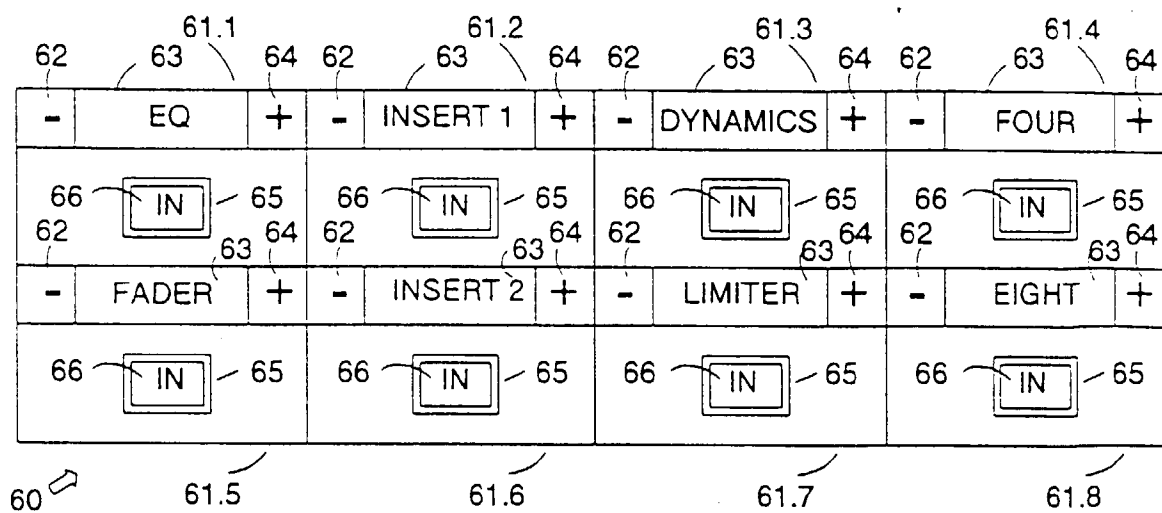 61.1 61.2 61.3 61.4
62 63 64 62 63 64 62 63 64 62 63 64
- EQ + - INSERT 1 + - DYNAMICS + - FOUR +
66 IN 65 66 IN 65 66 IN 65 66 IN 65
62 63 64 62 63 64 62 63 64 62 63 64
- FADER + - INSERT 2 + - LIMITER + - EIGHT +
66 IN 65 66 IN 65 66 IN 65 66 IN 65
60 61.5 61.6 61.7 61.8